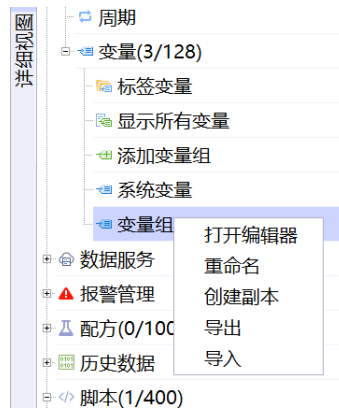 详细视图
周期
变量(3/128)
标签变量
显示所有变量
添加变量组
系统变量
变量组
打开编辑器
重命名
创建副本
导出
导入
数据服务
报警管理
配方(0/100
历史数据
脚本(1/400)